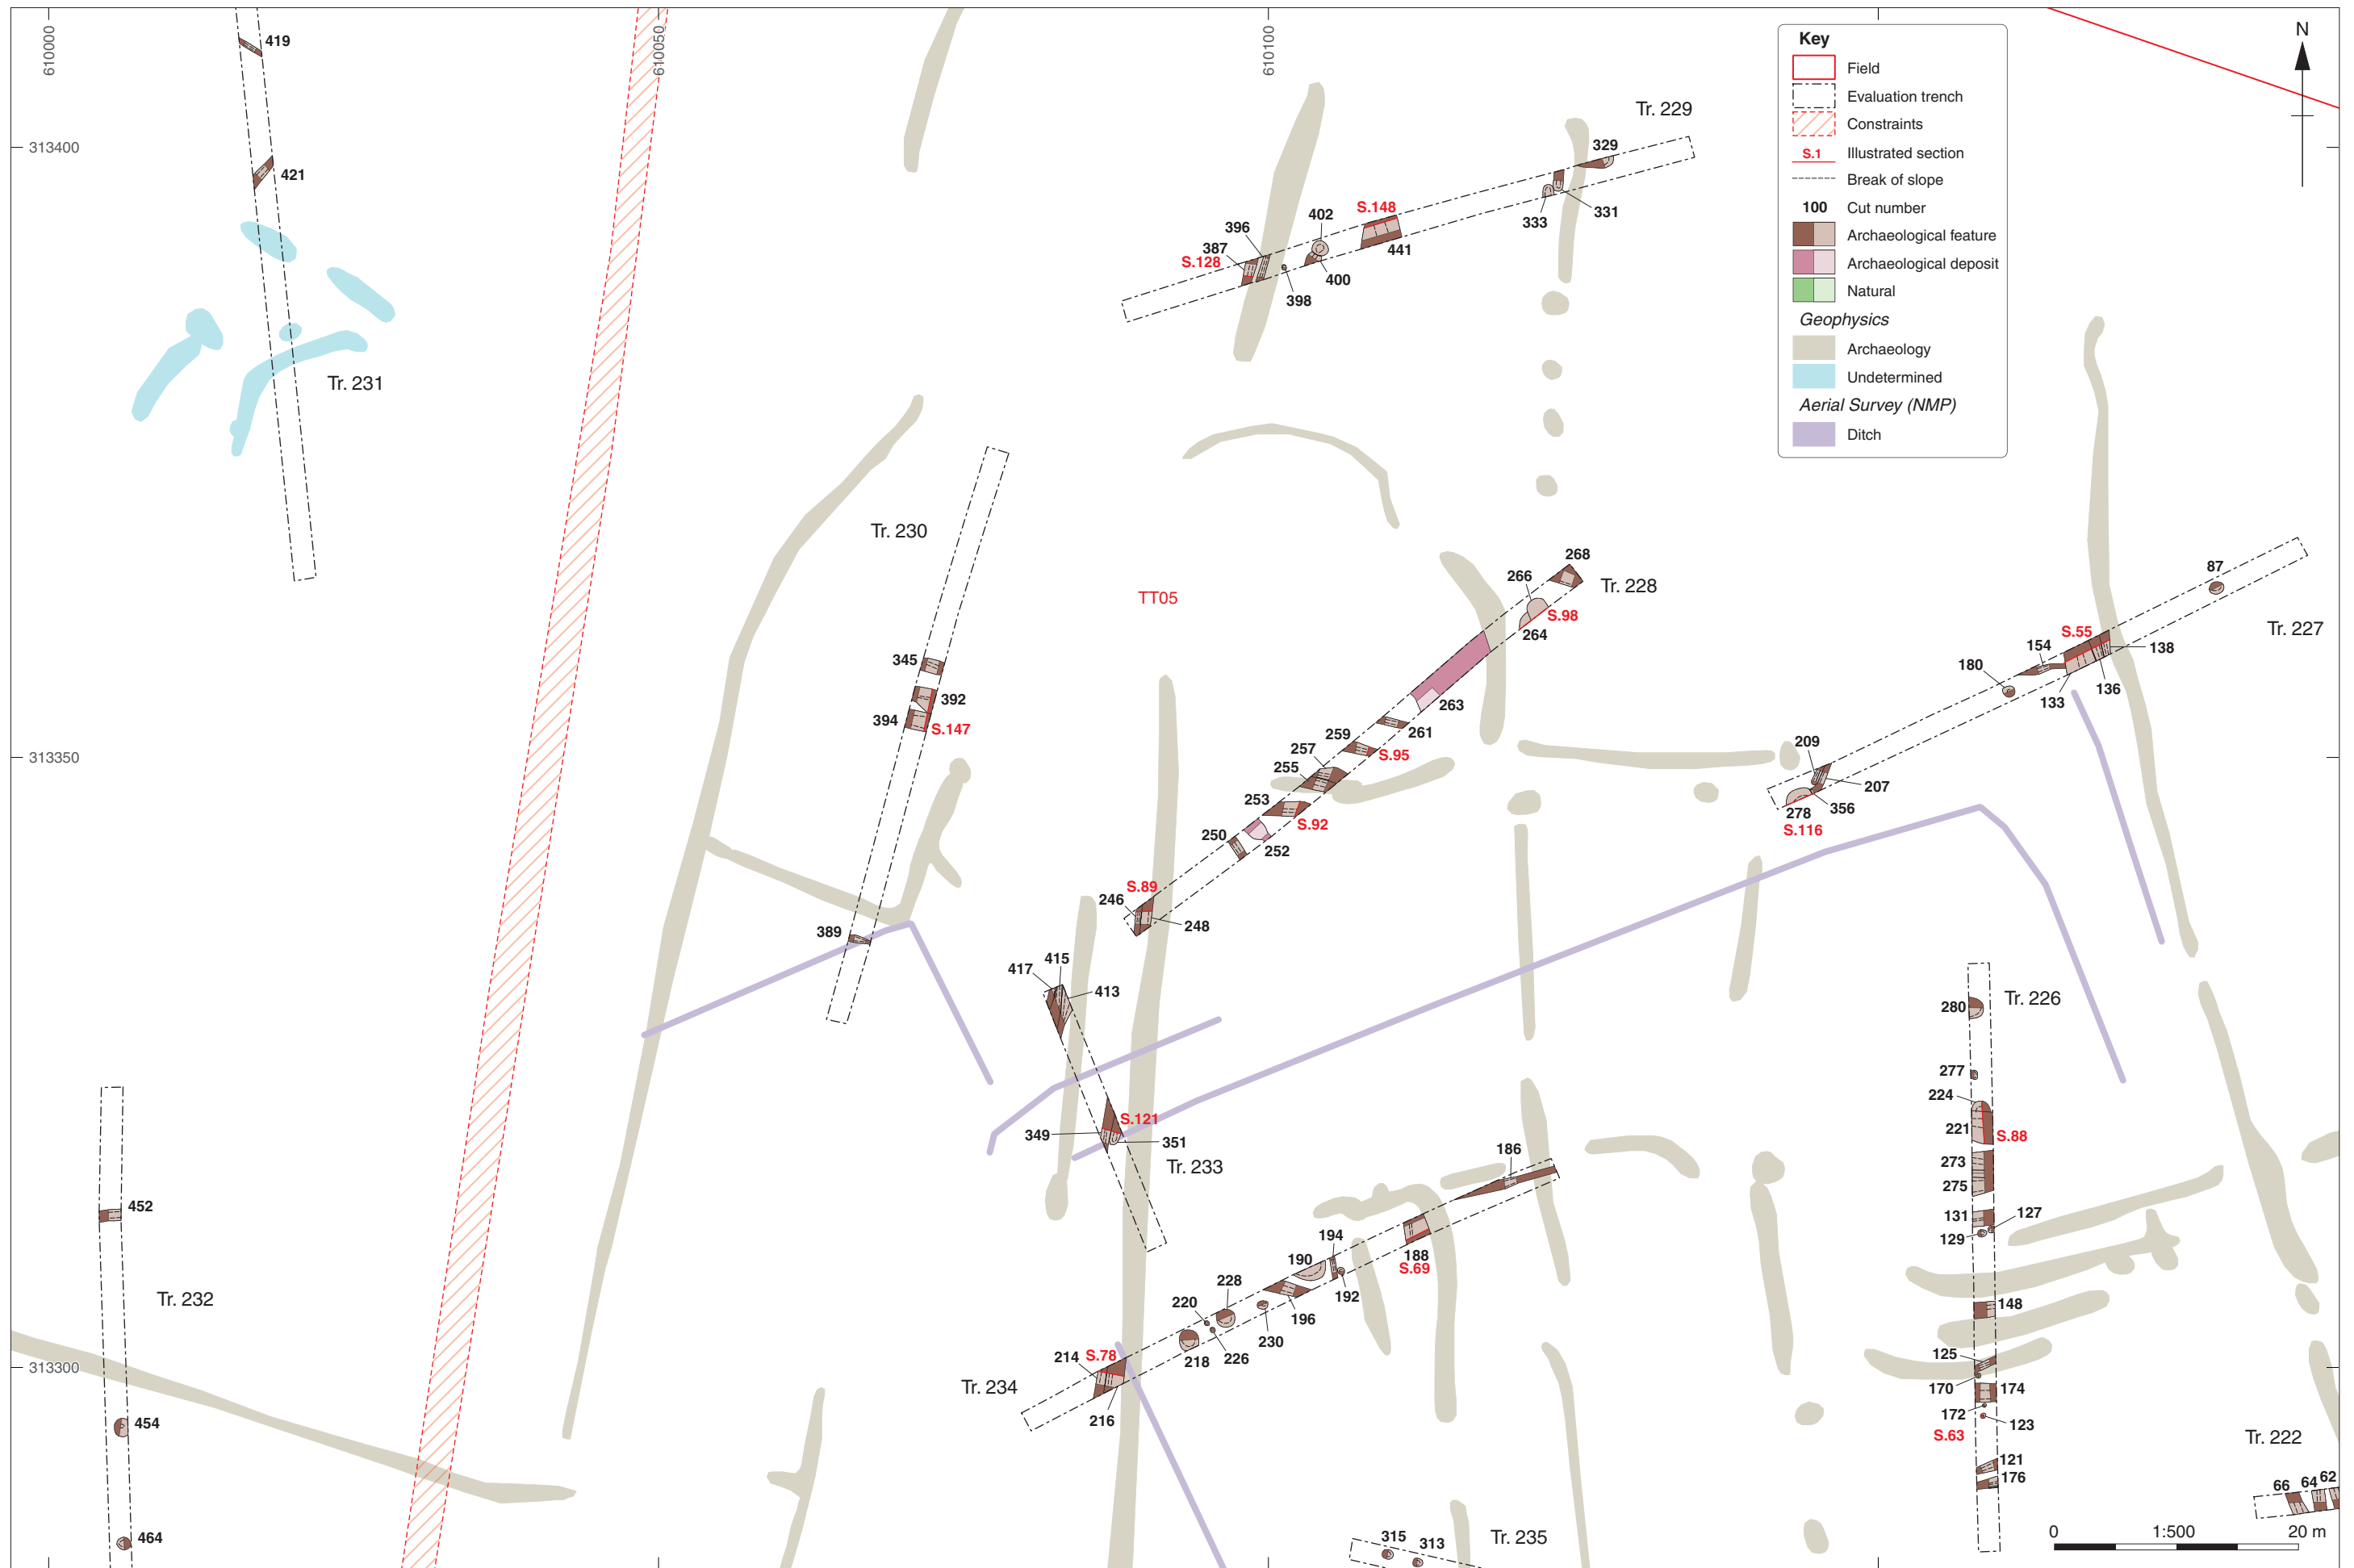 610000
610050
610100
313400
313350
313300
Key
Field
Evaluation trench
Constraints
S.1 Illustrated section
Break of slope
100 Cut number
Archaeological feature
Archaeological deposit
Natural
Geophysics
Archaeology
Undetermined
Aerial Survey (NMP)
Ditch
N
419
421
Tr. 231
Tr. 229
329
331
333
S.148
441
402
400
398
396
387
S.128
Tr. 230
345
392
394
S.147
389
TT05
268
266
Tr. 228
S.98
264
263
261
259
S.95
257
255
253
S.92
250
252
S.89
246
248
87
Tr. 227
S.55
154
138
180
136
133
209
207
356
278
S.116
415
417
413
S.121
349
351
Tr. 233
Tr. 226
280
277
224
221
S.88
273
275
131
127
129
148
125
170
174
172
123
S.63
121
176
186
194
188
S.69
190
192
228
196
220
230
226
218
S.78
214
216
Tr. 234
452
Tr. 232
454
464
Tr. 222
66
64
62
315
313
Tr. 235
0 1:500 20 m